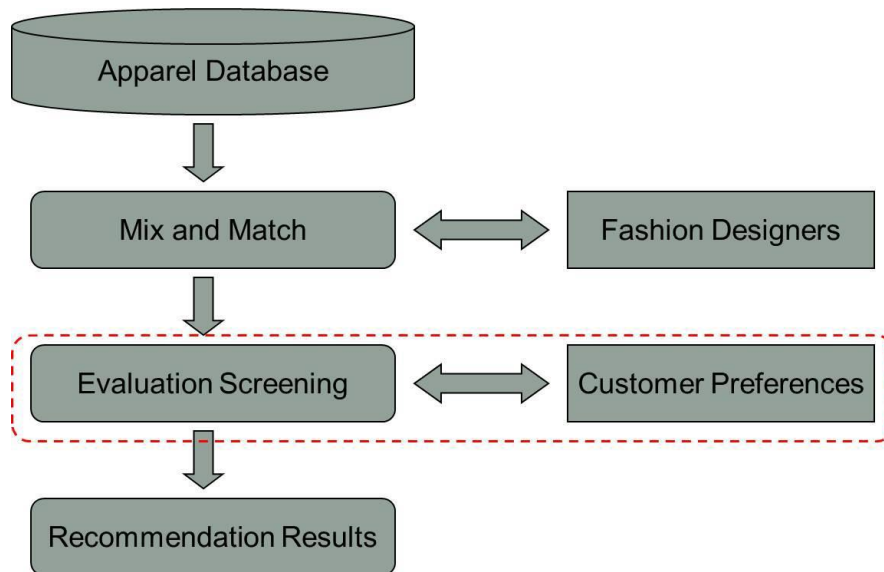 Apparel Database
Mix and Match
Fashion Designers
Evaluation Screening
Customer Preferences
Recommendation Results